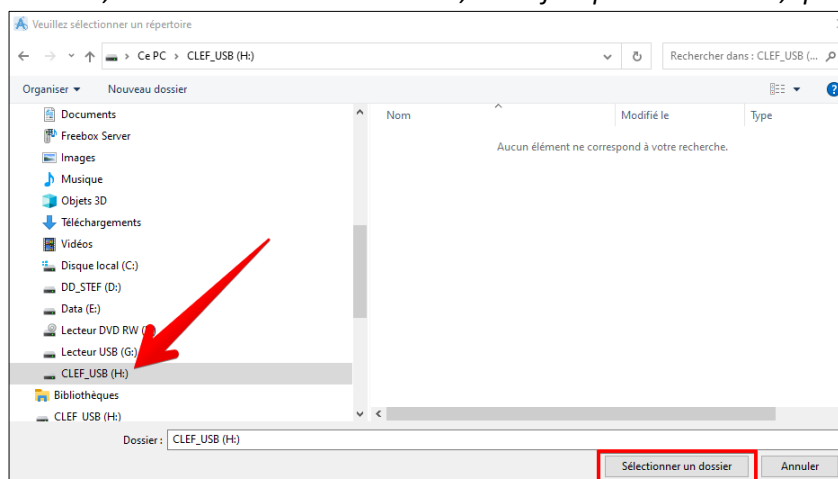 Veuillez sélectionner un répertoire
Ce PC > CLEF_USB (H:)
Rechercher dans : CLEF_USB (...
Organiser Nouveau dossier
Nom Modifié le Type
Aucun élément ne correspond à votre recherche.
Documents
Freebox Server
Images
Musique
Objets 3D
Téléchargements
Vidéos
Disque local (C:)
DD_STEF (D:)
Data (E:)
Lecteur DVD RW
Lecteur USB (G:)
CLEF_USB (H:)
Bibliothèques
CLEF USB (H:)
Dossier : CLEF_USB (H:)
Sélectionner un dossier Annuler